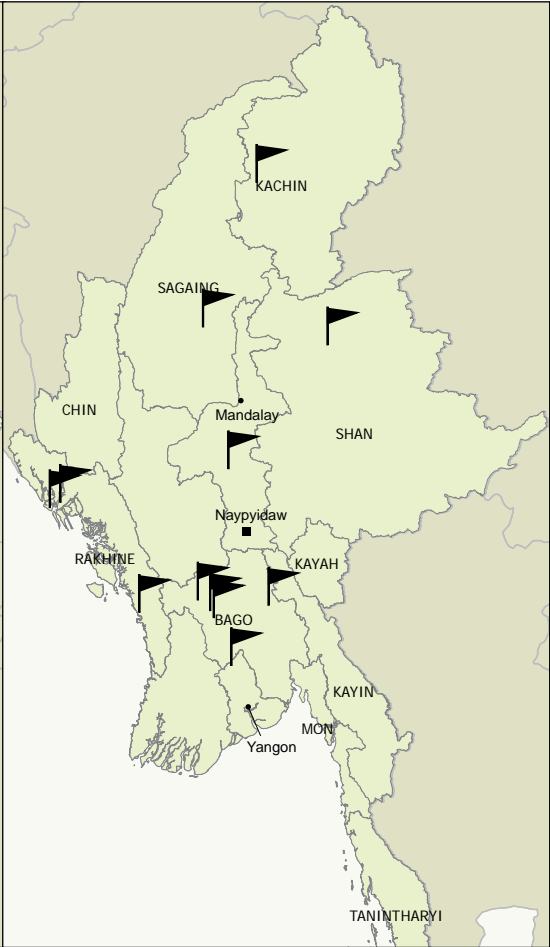 KACHIN
SAGAING
CHIN
Mandalay
SHAN
Naypyidaw
RAKHINE
KAYAH
BAGO
KAYIN
MON
Yangon
TANINTHARYI